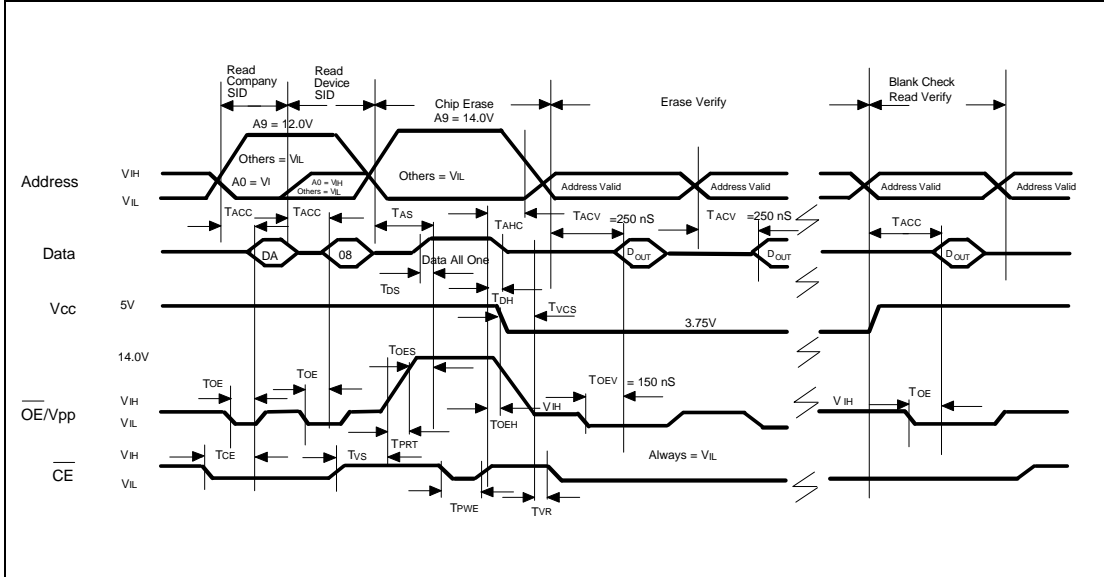 Read
Company
SID
Read
Device
SID
Chip Erase
A9 = 14.0V
Erase Verify
Blank Check
Read Verify
A9 = 12.0V
Others = VIL
A0 = VI
A0 = VIH
Others = VIL
Others = VIL
Address
VIH
VIL
Address Valid
Address Valid
Address Valid
Address Valid
TACC
TACC
TAS
TAHC
TACV
=250 nS
TACV =250 nS
TACC
Data
DA
08
Data All One
DOUT
DOUT
DOUT
TDS
TDH
TVCS
Vcc
5V
3.75V
14.0V
TOES
TOE
TOE
TOEV = 150 nS
TOE
OE/Vpp
VIH
VIL
VIH
VIH
TOEH
TPRT
CE
VIH
VIL
TCE
TVS
Always = VIL
TPWE
TVR